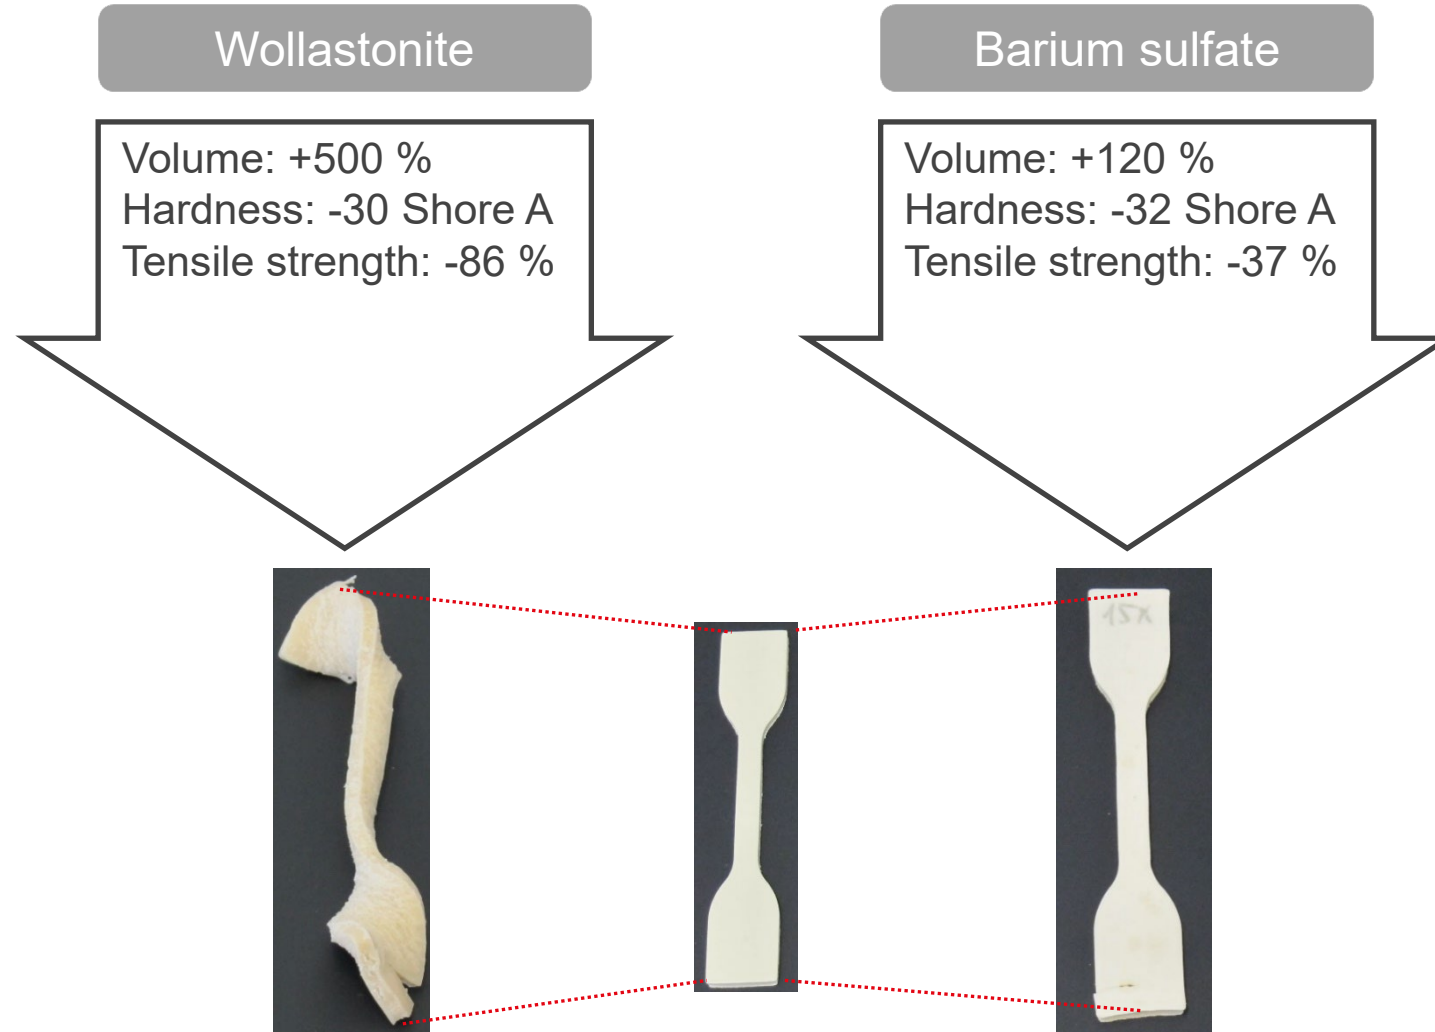 Wollastonite
Volume: +500 %
Hardness: -30 Shore A
Tensile strength: -86 %
Barium sulfate
Volume: +120 %
Hardness: -32 Shore A
Tensile strength: -37 %
15X